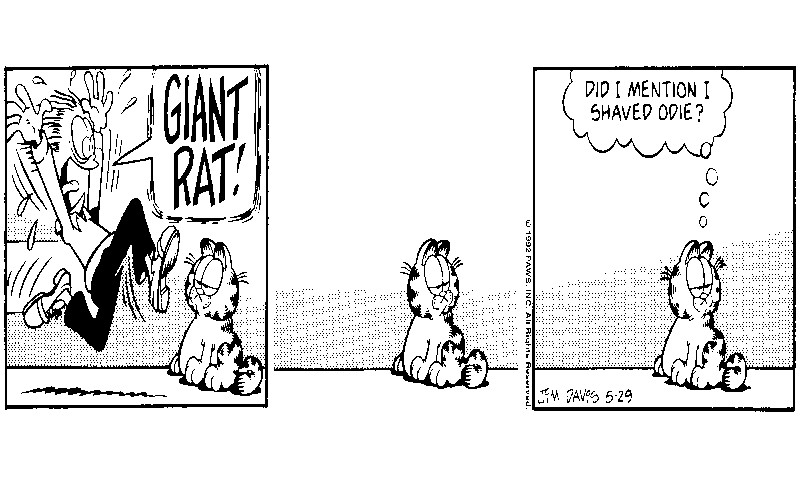 GIANT
RAT!
© 1992 PAWS, INC. All Rights Reserved.
DID I MENTION I
SHAVED ODIE?
JIM DAVIS 5-29